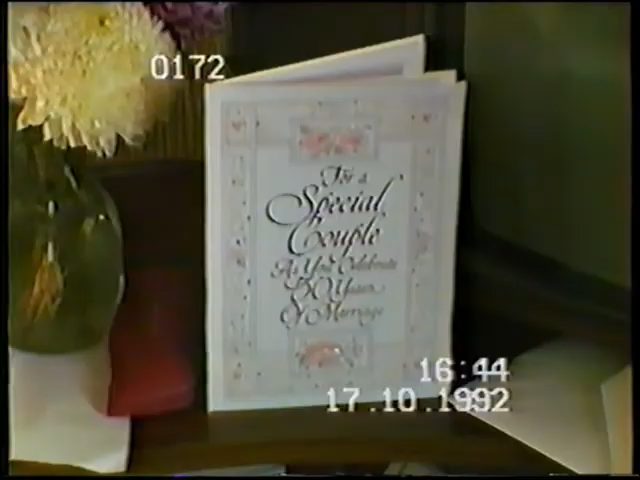 0172
For a
Special
Couple
As You Celebrate
50 Years
Of Marriage
16:44
17.10.1992